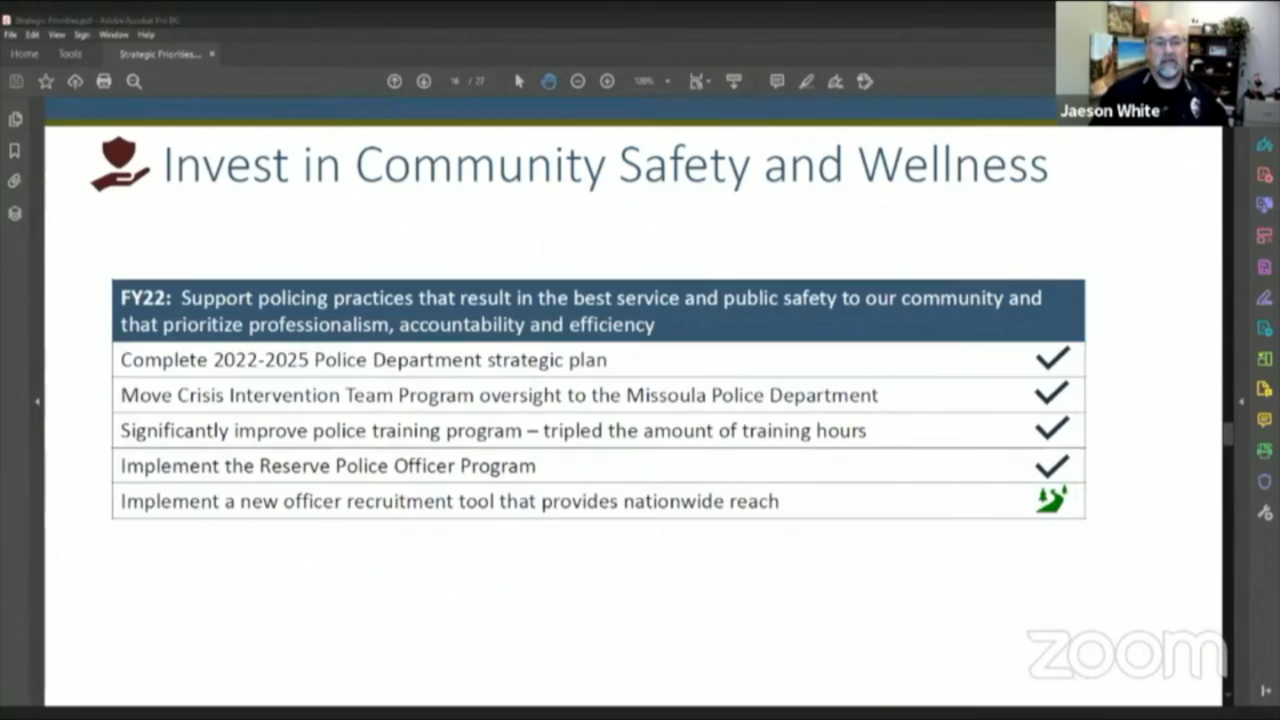 Strategic Priorities.pdf - Adobe Acrobat Pro DC
File Edit View Sign Window Help
Home Tools Strategic Priorities... ×
16 / 27 120%
Jaeson White
Invest in Community Safety and Wellness
FY22: Support policing practices that result in the best service and public safety to our community and
that prioritize professionalism, accountability and efficiency
Complete 2022-2025 Police Department strategic plan
Move Crisis Intervention Team Program oversight to the Missoula Police Department
Significantly improve police training program – tripled the amount of training hours
Implement the Reserve Police Officer Program
Implement a new officer recruitment tool that provides nationwide reach
zoom